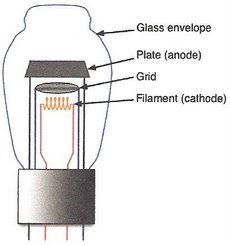 Glass envelope
Plate (anode)
Grid
Filament (cathode)